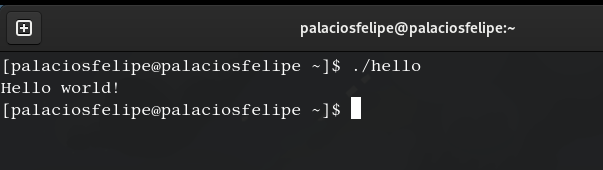 palaciosfelipe@palaciosfelipe:~
[palaciosfelipe@palaciosfelipe ~]$ ./hello
Hello world!
[palaciosfelipe@palaciosfelipe ~]$